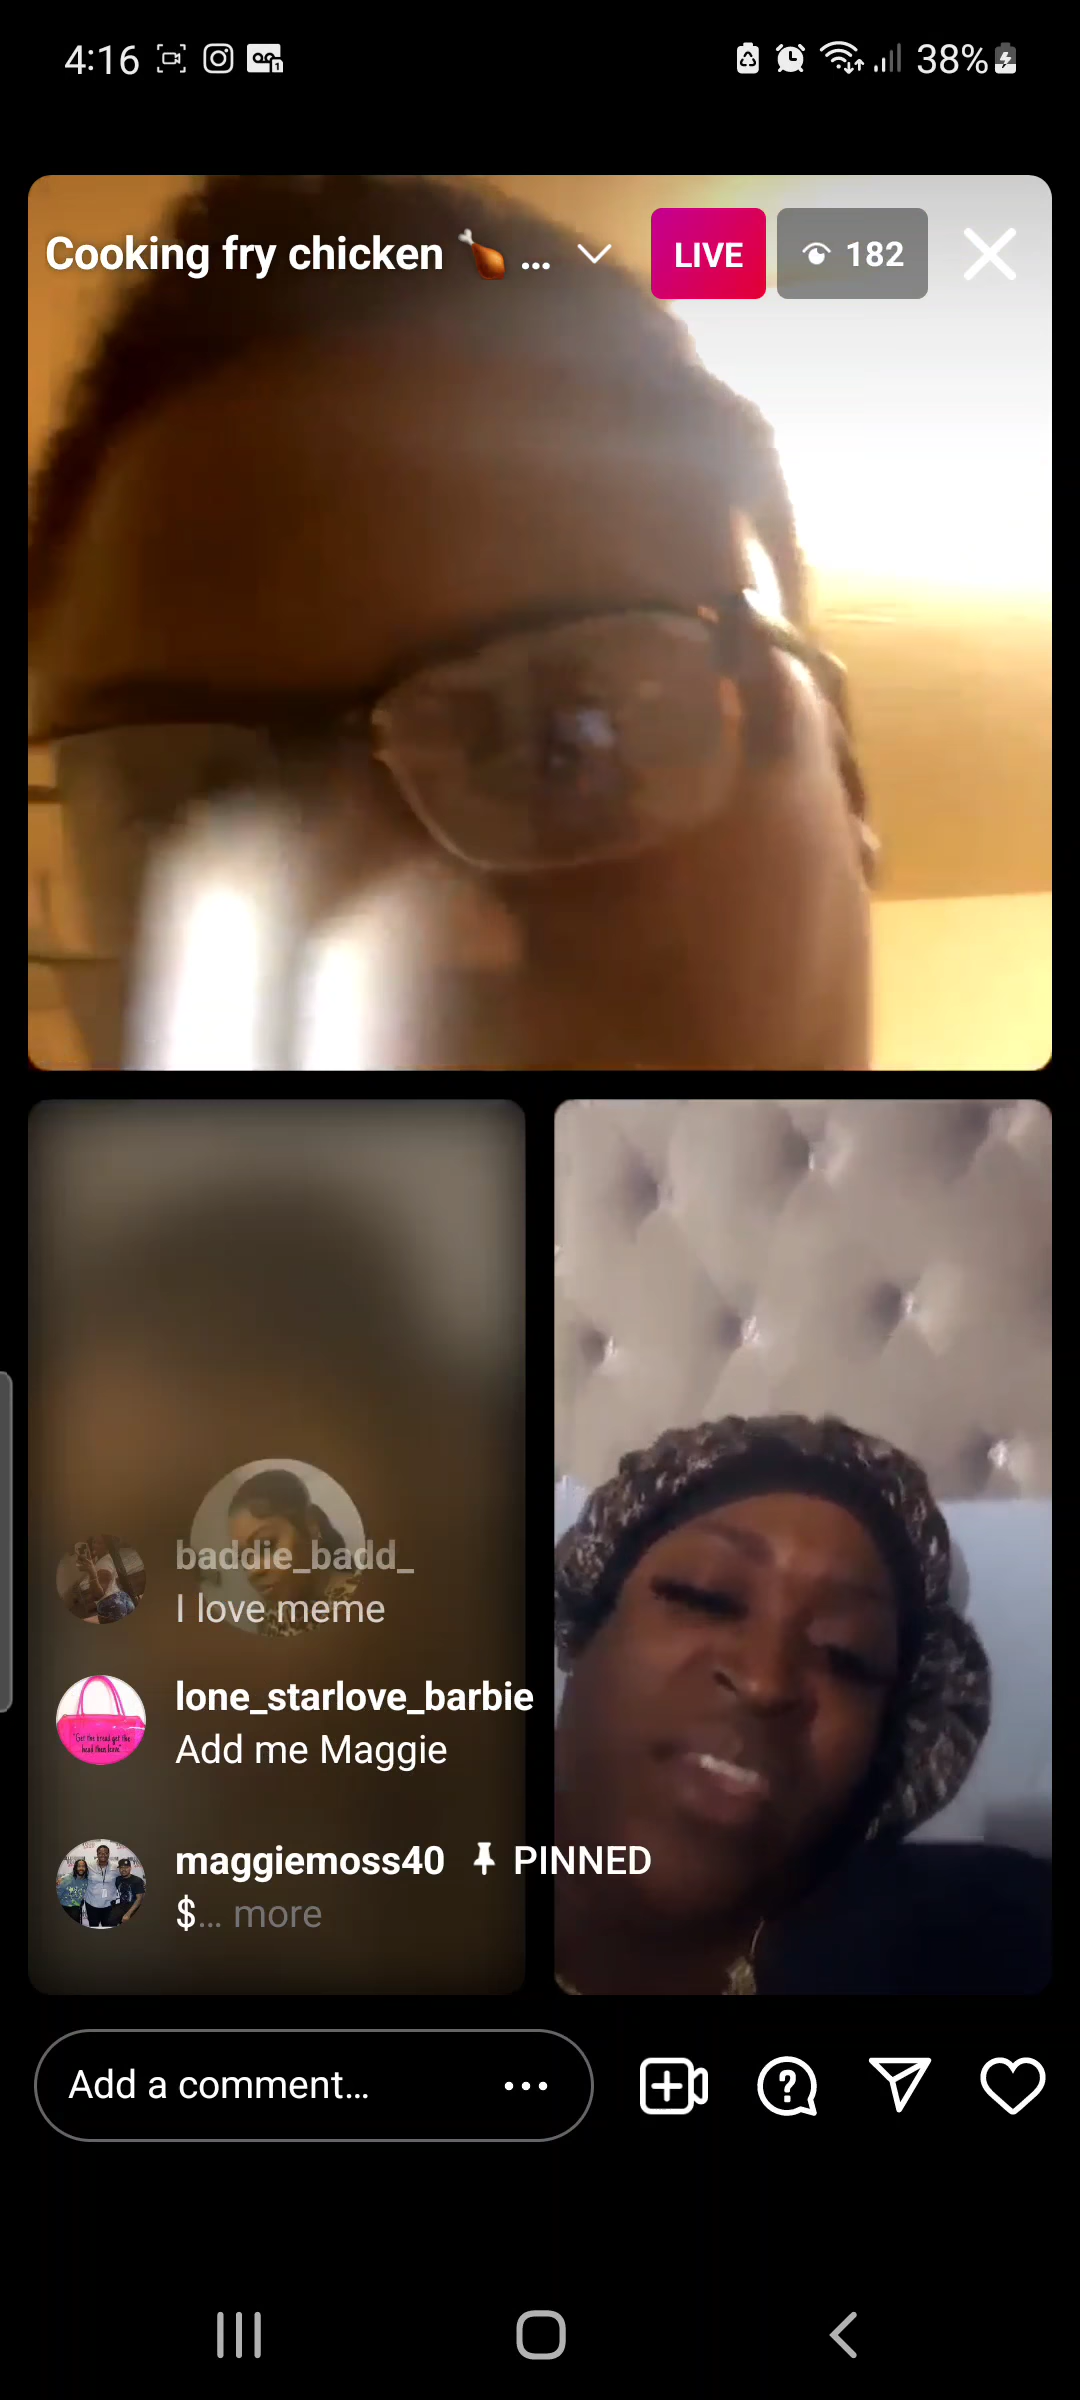 4:16
38%
Cooking fry chicken 🍗 ...
LIVE
182
baddie_badd_
I love meme
lone_starlove_barbie
Add me Maggie
maggiemoss40 PINNED
$... more
Add a comment...